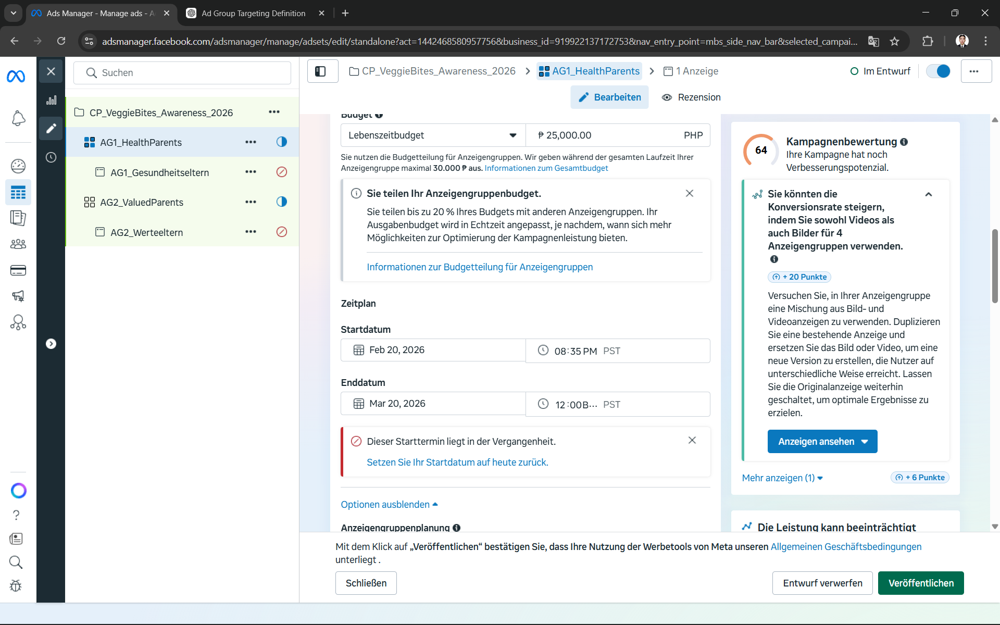 Ads Manager - Manage ads - A
Ad Group Targeting Definition
adsmanager.facebook.com/adsmanager/manage/adsets/edit/standalone?act=1442468580957756&business_id=919922137172753&nav_entry_point=mbs_side_nav_bar&selected_campai...
Suchen
CP_VeggieBites_Awareness_2026
AG1_HealthParents
AG1_Gesundheitseltern
AG2_ValuedParents
AG2_Werteeltern
CP_VeggieBites_Awareness_2026
AG1_HealthParents
1 Anzeige
Im Entwurf
Bearbeiten
Rezension
Budget
Lebenszeitbudget
₱ 25,000.00
PHP
Sie nutzen die Budgetteilung für Anzeigengruppen. Wir geben während der gesamten Laufzeit Ihrer
Anzeigengruppe maximal 30.000 ₱ aus. Informationen zum Gesamtbudget
Sie teilen Ihr Anzeigengruppenbudget.
Sie teilen bis zu 20 % Ihres Budgets mit anderen Anzeigengruppen. Ihr
Ausgabenbudget wird in Echtzeit angepasst, je nachdem, wann sich mehr
Möglichkeiten zur Optimierung der Kampagnenleistung bieten.
Informationen zur Budgetteilung für Anzeigengruppen
Zeitplan
Startdatum
Feb 20, 2026
08:35 PM PST
Enddatum
Mar 20, 2026
12:00B... PST
Dieser Starttermin liegt in der Vergangenheit.
Setzen Sie Ihr Startdatum auf heute zurück.
Optionen ausblenden
Anzeigengruppenplanung
64
Kampagnenbewertung
Ihre Kampagne hat noch
Verbesserungspotenzial.
Sie könnten die
Konversionsrate steigern,
indem Sie sowohl Videos als
auch Bilder für 4
Anzeigengruppen verwenden.
+ 20 Punkte
Versuchen Sie, in Ihrer Anzeigengruppe
eine Mischung aus Bild- und
Videoanzeigen zu verwenden. Duplizieren
Sie eine bestehende Anzeige und
ersetzen Sie das Bild oder Video, um eine
neue Version zu erstellen, die Nutzer auf
unterschiedliche Weise erreicht. Lassen
Sie die Originalanzeige weiterhin
geschaltet, um optimale Ergebnisse zu
erzielen.
Anzeigen ansehen
Mehr anzeigen (1)
+ 6 Punkte
Die Leistung kann beeinträchtigt
Mit dem Klick auf „Veröffentlichen“ bestätigen Sie, dass Ihre Nutzung der Werbetools von Meta unseren Allgemeinen Geschäftsbedingungen
unterliegt .
Schließen
Entwurf verwerfen
Veröffentlichen